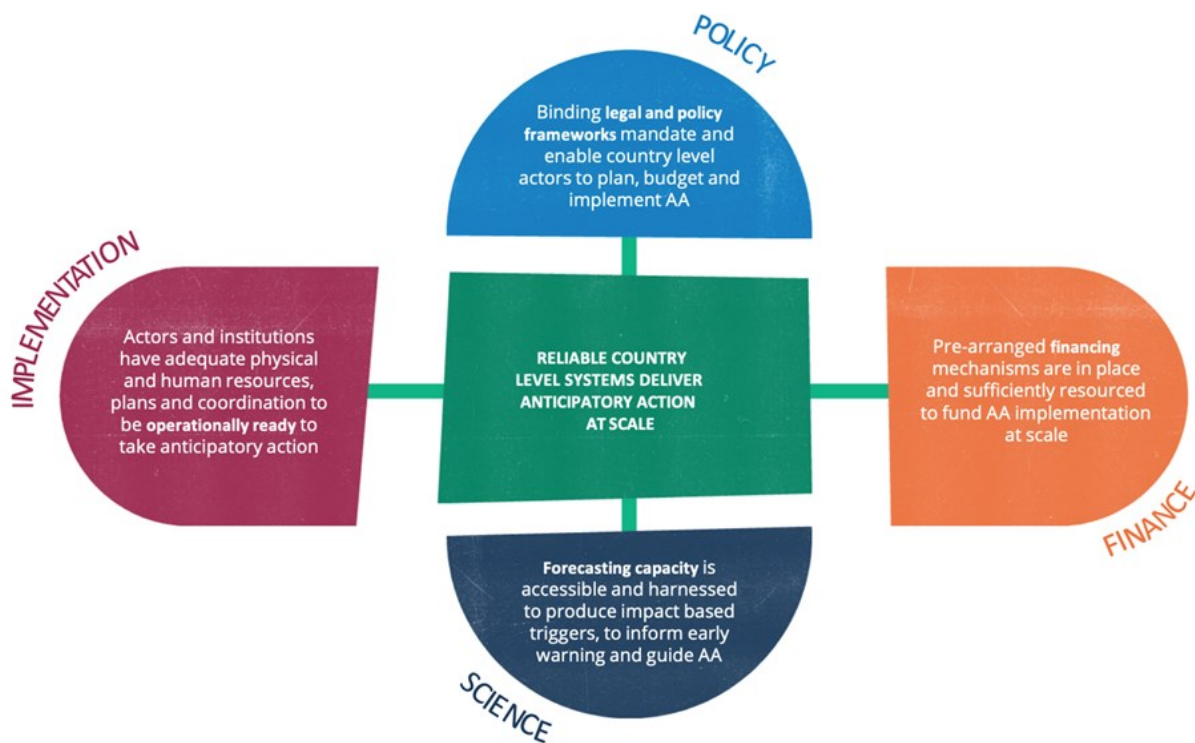 POLICY
Binding legal and policy
frameworks mandate and
enable country level
actors to plan, budget and
implement AA
IMPLEMENTATION
Actors and institutions
have adequate physical
and human resources,
plans and coordination to
be operationally ready to
take anticipatory action
RELIABLE COUNTRY
LEVEL SYSTEMS DELIVER
ANTICIPATORY ACTION
AT SCALE
Pre-arranged financing
mechanisms are in place
and sufficiently resourced
to fund AA implementation
at scale
FINANCE
Forecasting capacity is
accessible and harnessed
to produce impact based
triggers, to inform early
warning and guide AA
SCIENCE